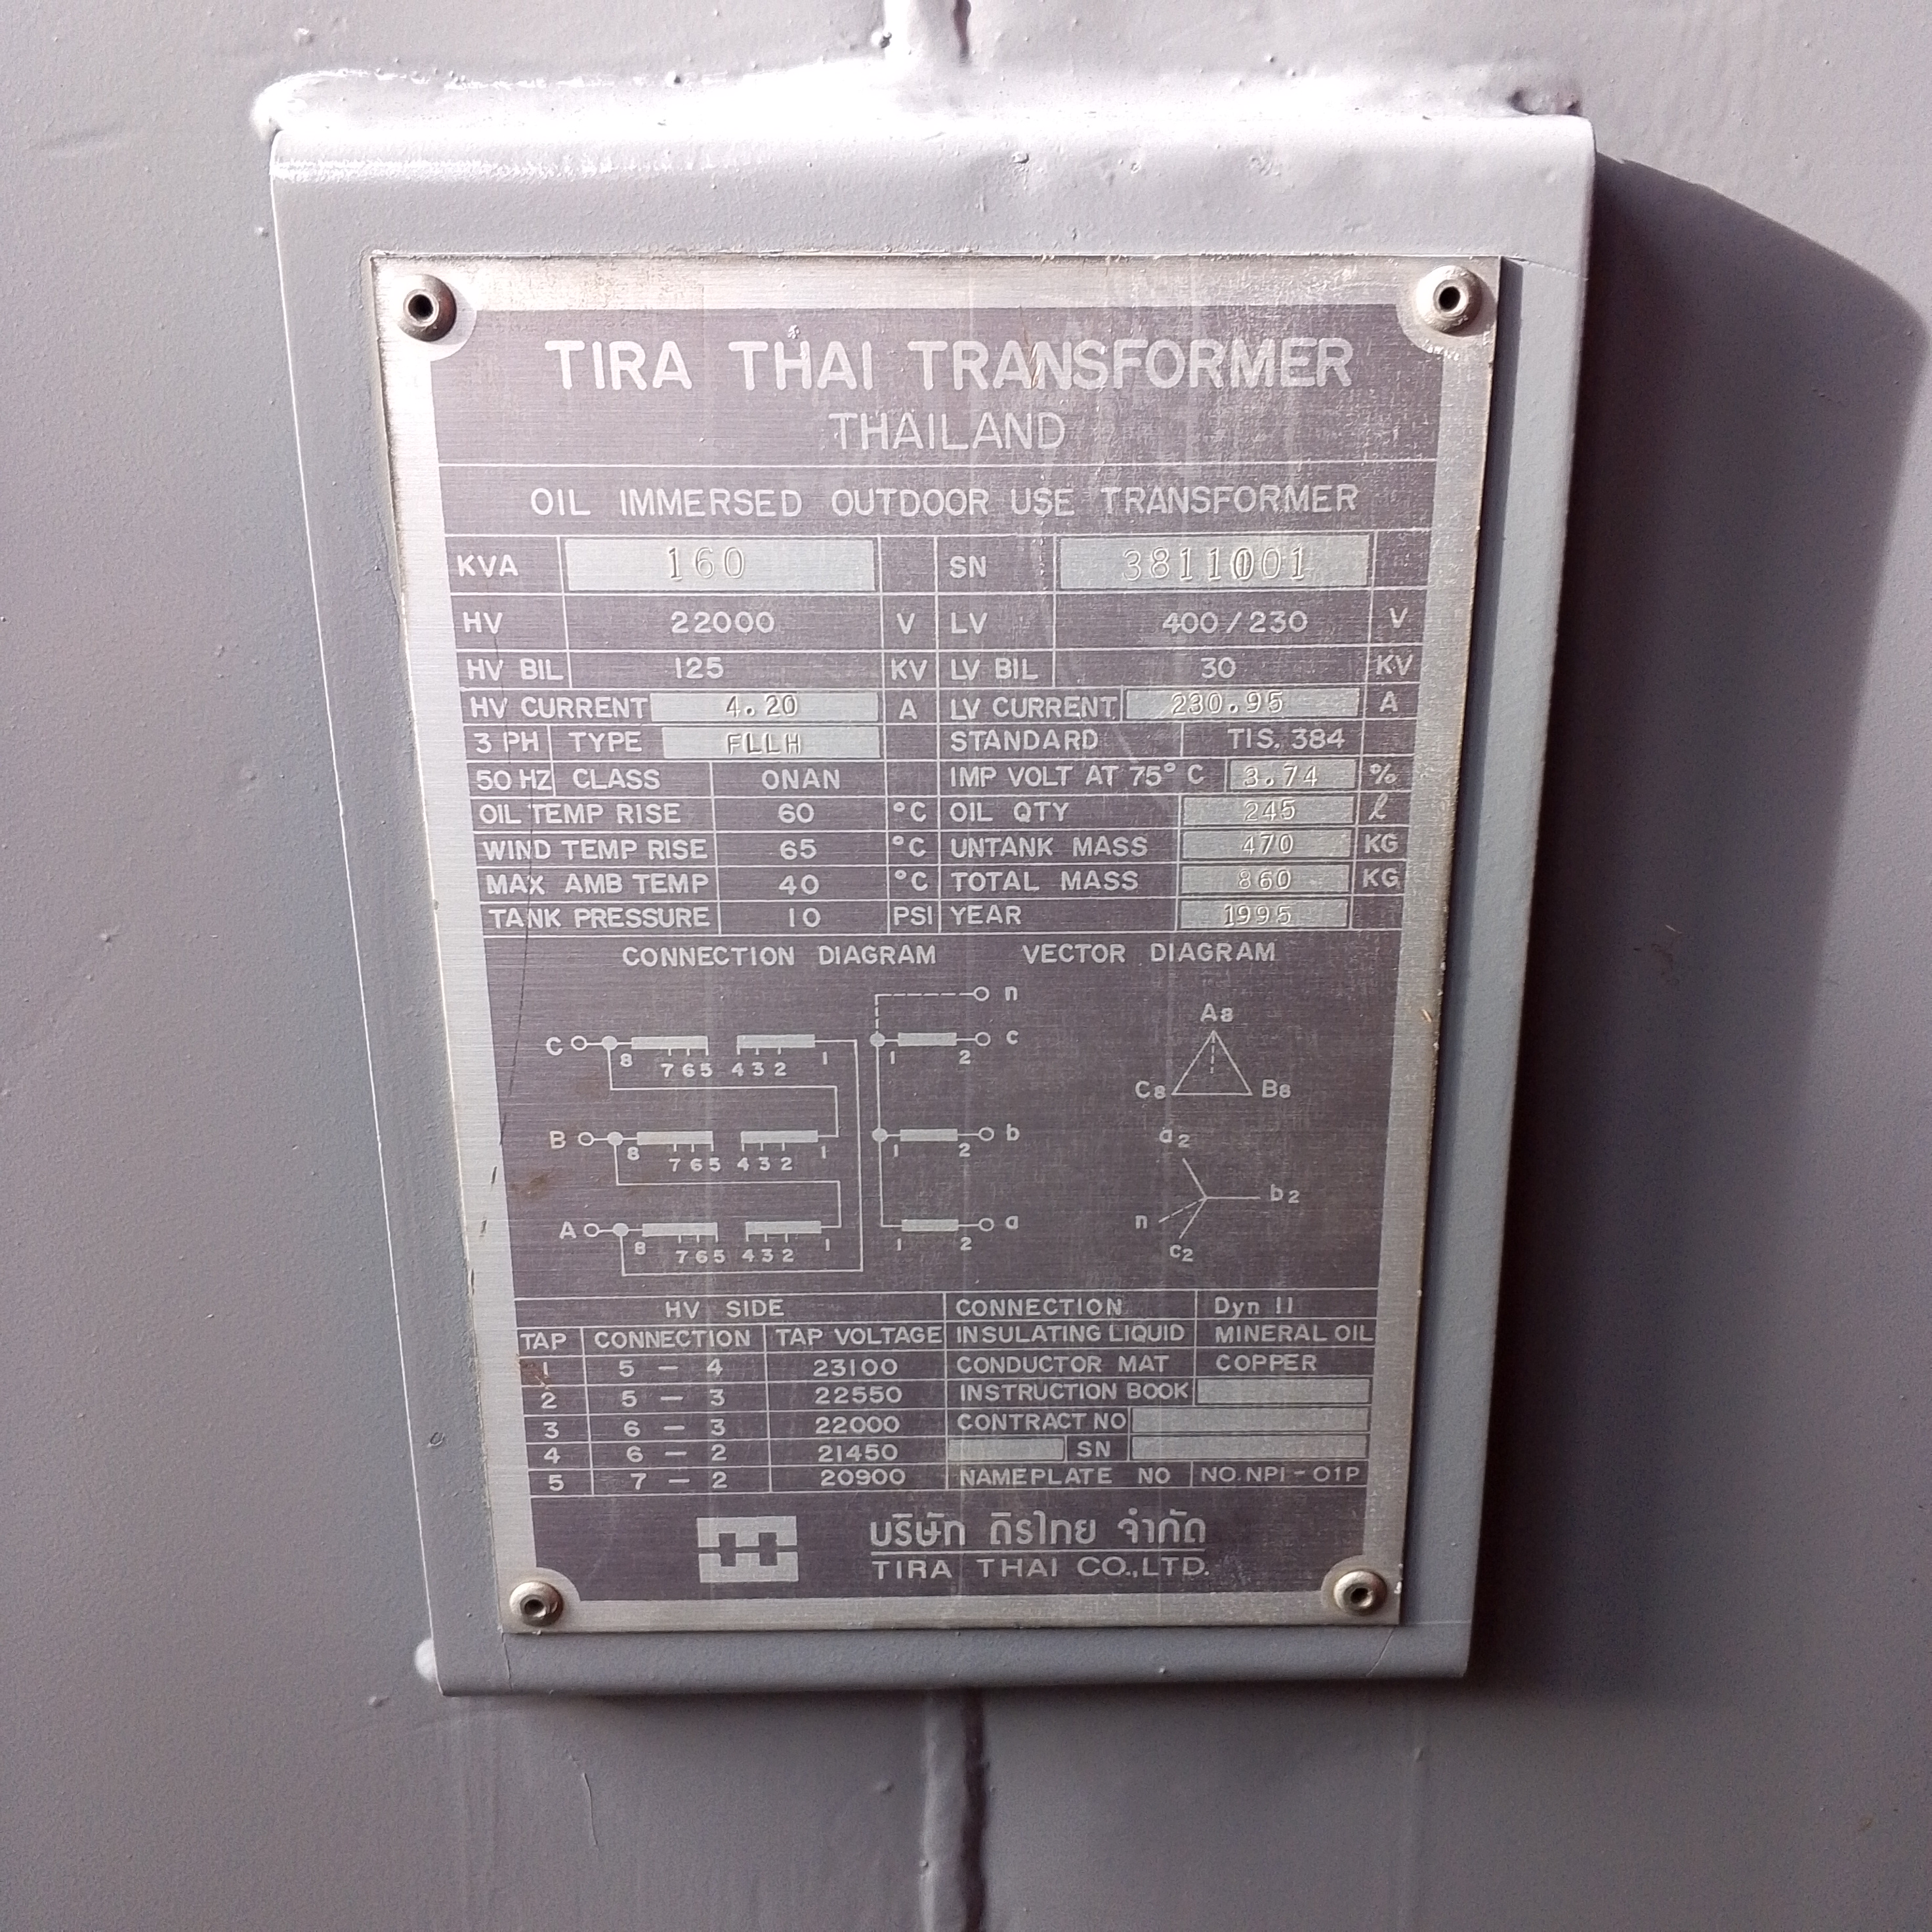 TIRA THAI TRANSFORMER
THAILAND
OIL IMMERSED OUTDOOR USE TRANSFORMER
KVA 160 SN 3811001
HV 22000 V LV 400/230 V
HV BIL 125 KV LV BIL 30 KV
HV CURRENT 4.20 A LV CURRENT 230.95 A
3 PH TYPE FLLH STANDARD TIS. 384
50 HZ CLASS ONAN IMP VOLT AT 75° C 3.74 %
OIL TEMP RISE 60 °C OIL QTY 245 ℓ
WIND TEMP RISE 65 °C UNTANK MASS 470 KG
MAX AMB TEMP 40 °C TOTAL MASS 860 KG
TANK PRESSURE 10 PSI YEAR 1995
CONNECTION DIAGRAM VECTOR DIAGRAM
n
C 8 7 6 5 4 3 2 1 1 2 c
B 8 7 6 5 4 3 2 1 1 2 b
A 8 7 6 5 4 3 2 1 1 2 a
A8
C8 B8
a2
b2
n
c2
HV SIDE CONNECTION Dyn 11
TAP CONNECTION TAP VOLTAGE INSULATING LIQUID MINERAL OIL
1 5 - 4 23100 CONDUCTOR MAT COPPER
2 5 - 3 22550 INSTRUCTION BOOK
3 6 - 3 22000 CONTRACT NO
4 6 - 2 21450 SN
5 7 - 2 20900 NAMEPLATE NO NO. NP1-01P
บริษัท ถิรไทย จำกัด
TIRA THAI CO.,LTD.